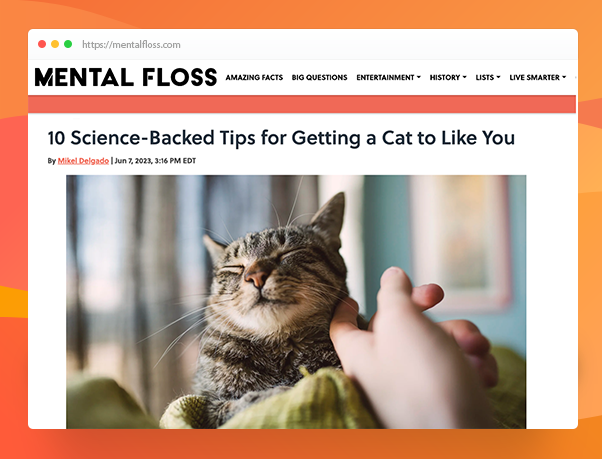 https://mentalfloss.com
MENTAL FLOSS AMAZING FACTS BIG QUESTIONS ENTERTAINMENT HISTORY LISTS LIVE SMARTER
10 Science-Backed Tips for Getting a Cat to Like You
By Mikel Delgado | Jun 7, 2023, 3:16 PM EDT